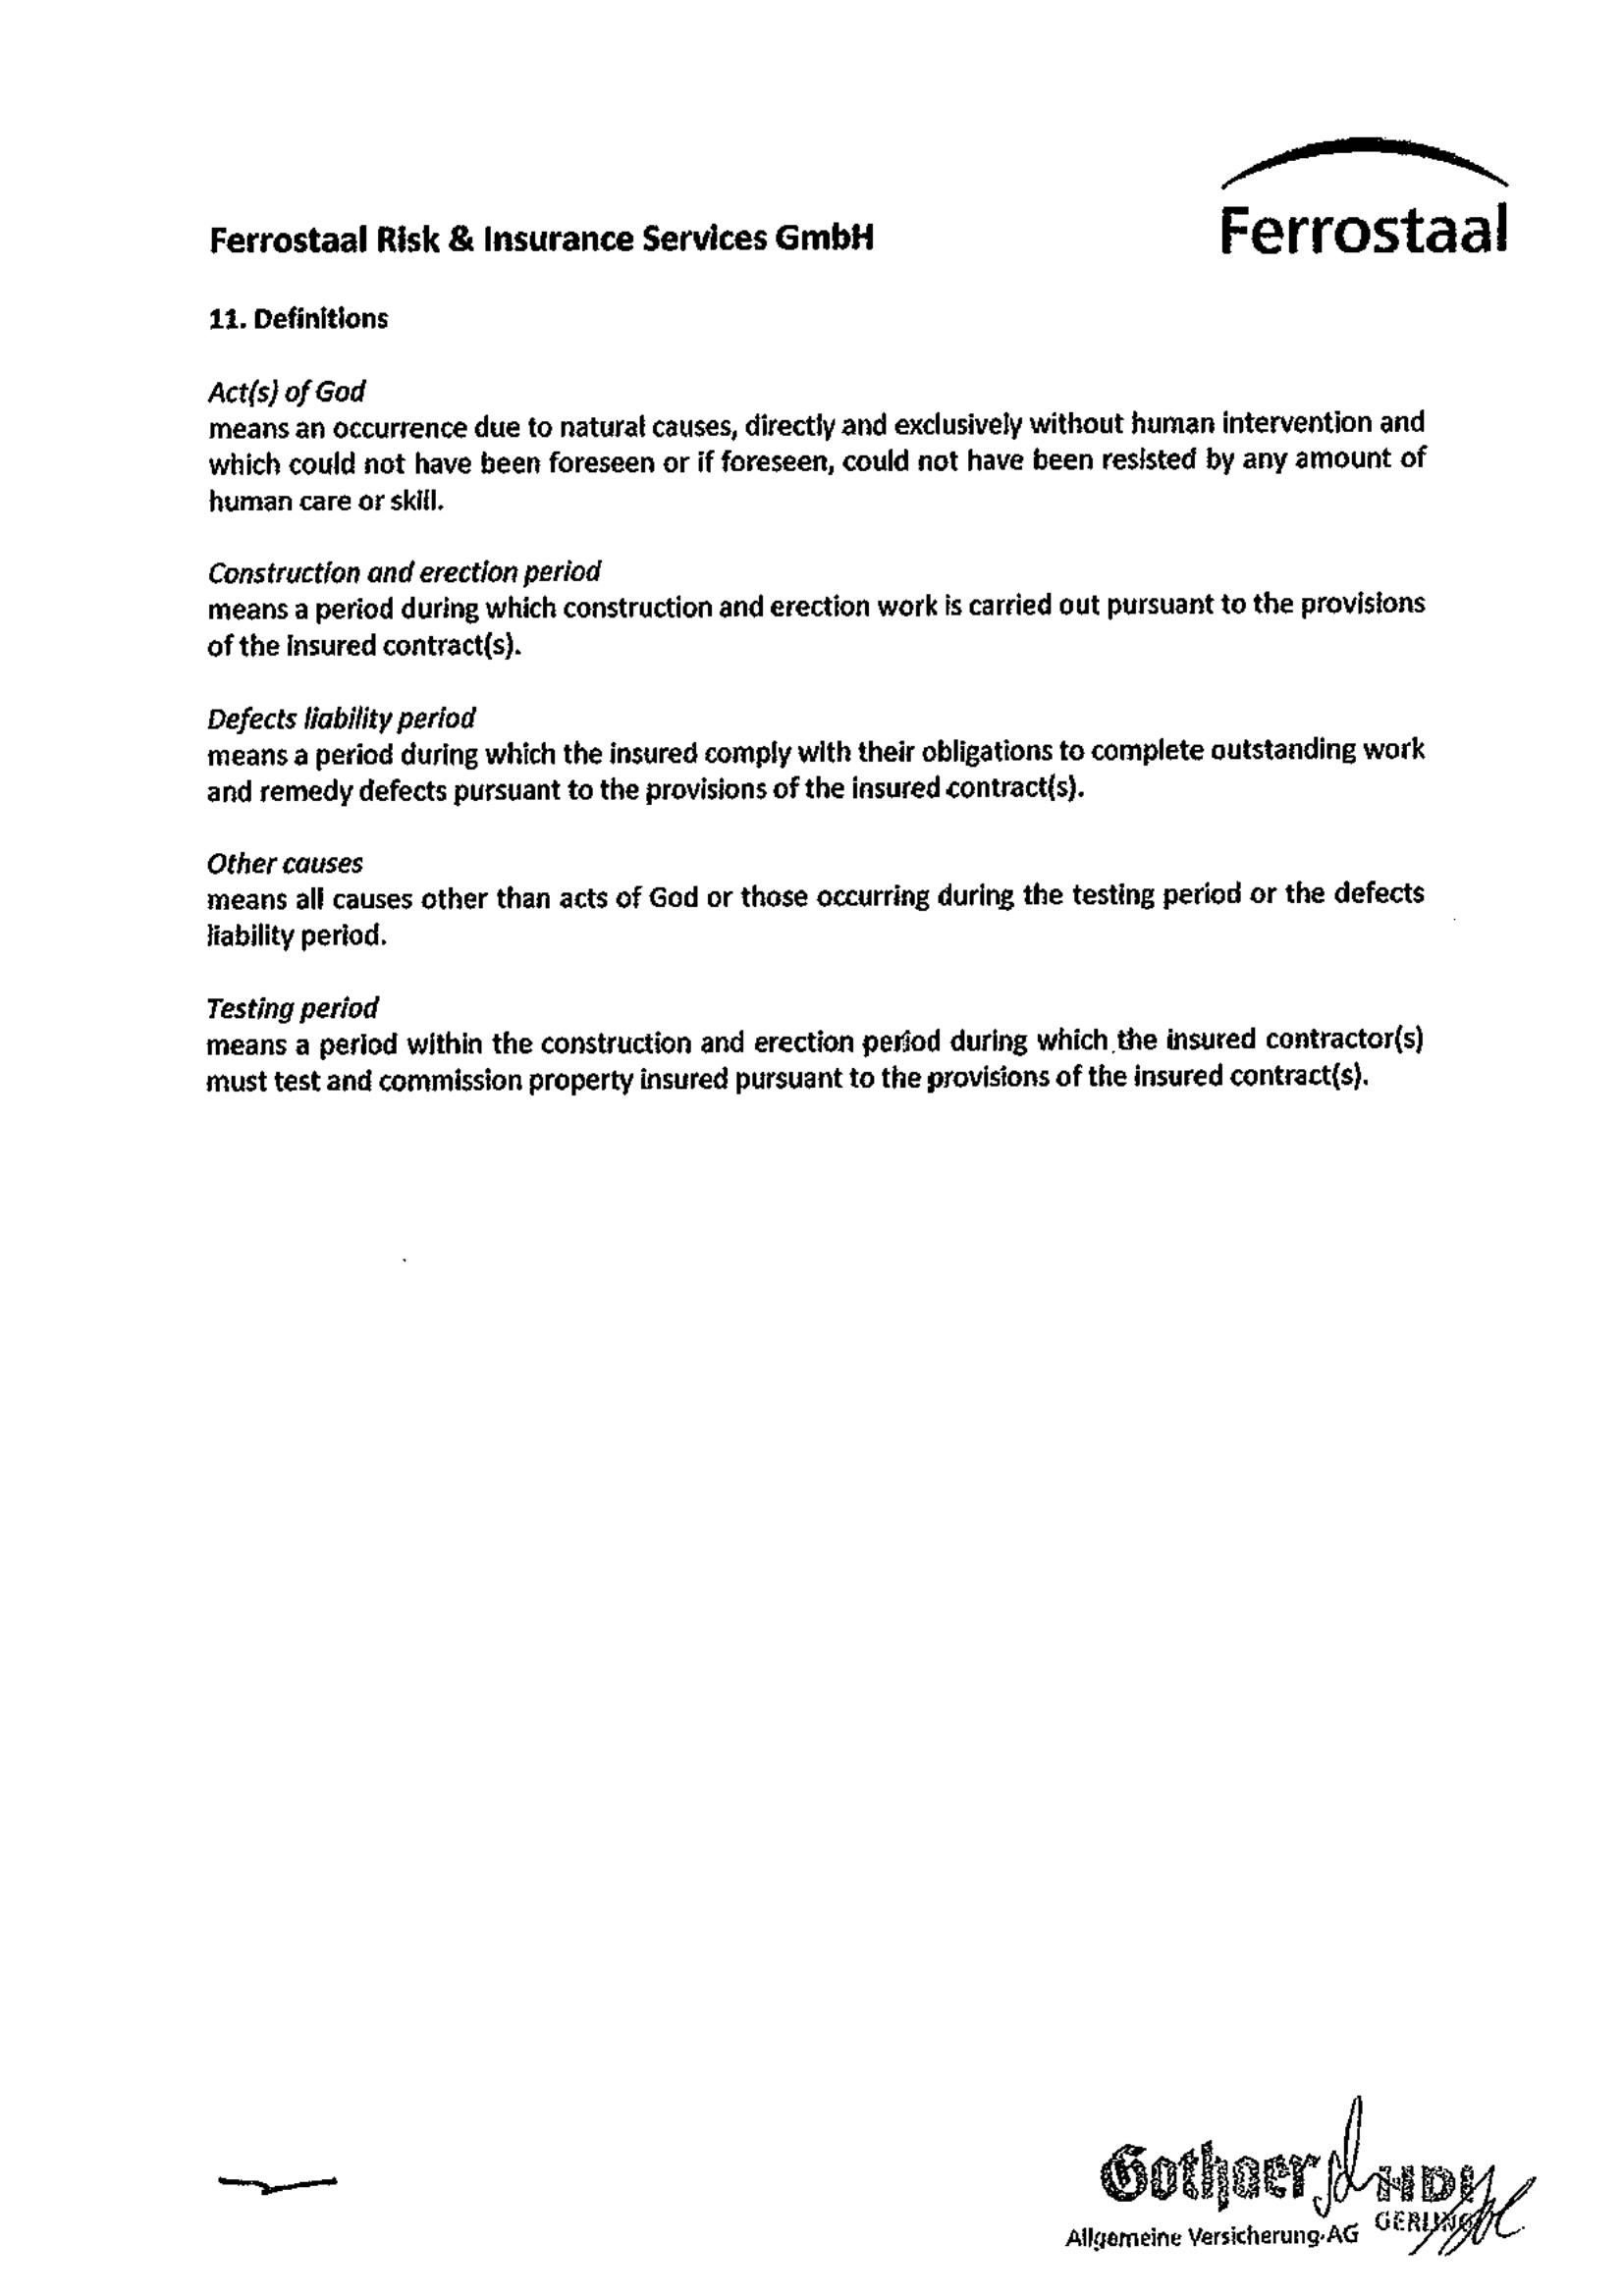 Ferrostaal
Ferrostaal Risk & Insurance Services GmbH
11. Definitions
Act(s) of God
means an occurrence due to natural causes, directly and exclusively without human intervention and
which could not have been foreseen or if foreseen, could not have been resisted by any amount of
human care or skill.
Construction and erection period
means a period during which construction and erection work is carried out pursuant to the provisions
of the insured contract(s).
Defects liability period
means a period during which the insured comply with their obligations to complete outstanding work
and remedy defects pursuant to the provisions of the insured contract(s).
Other causes
means all causes other than acts of God or those occurring during the testing period or the defects
liability period.
Testing period
means a period within the construction and erection period during which the insured contractor(s)
must test and commission property insured pursuant to the provisions of the insured contract(s).
Gothaer HDI
Allgemeine Versicherung·AG GERLING